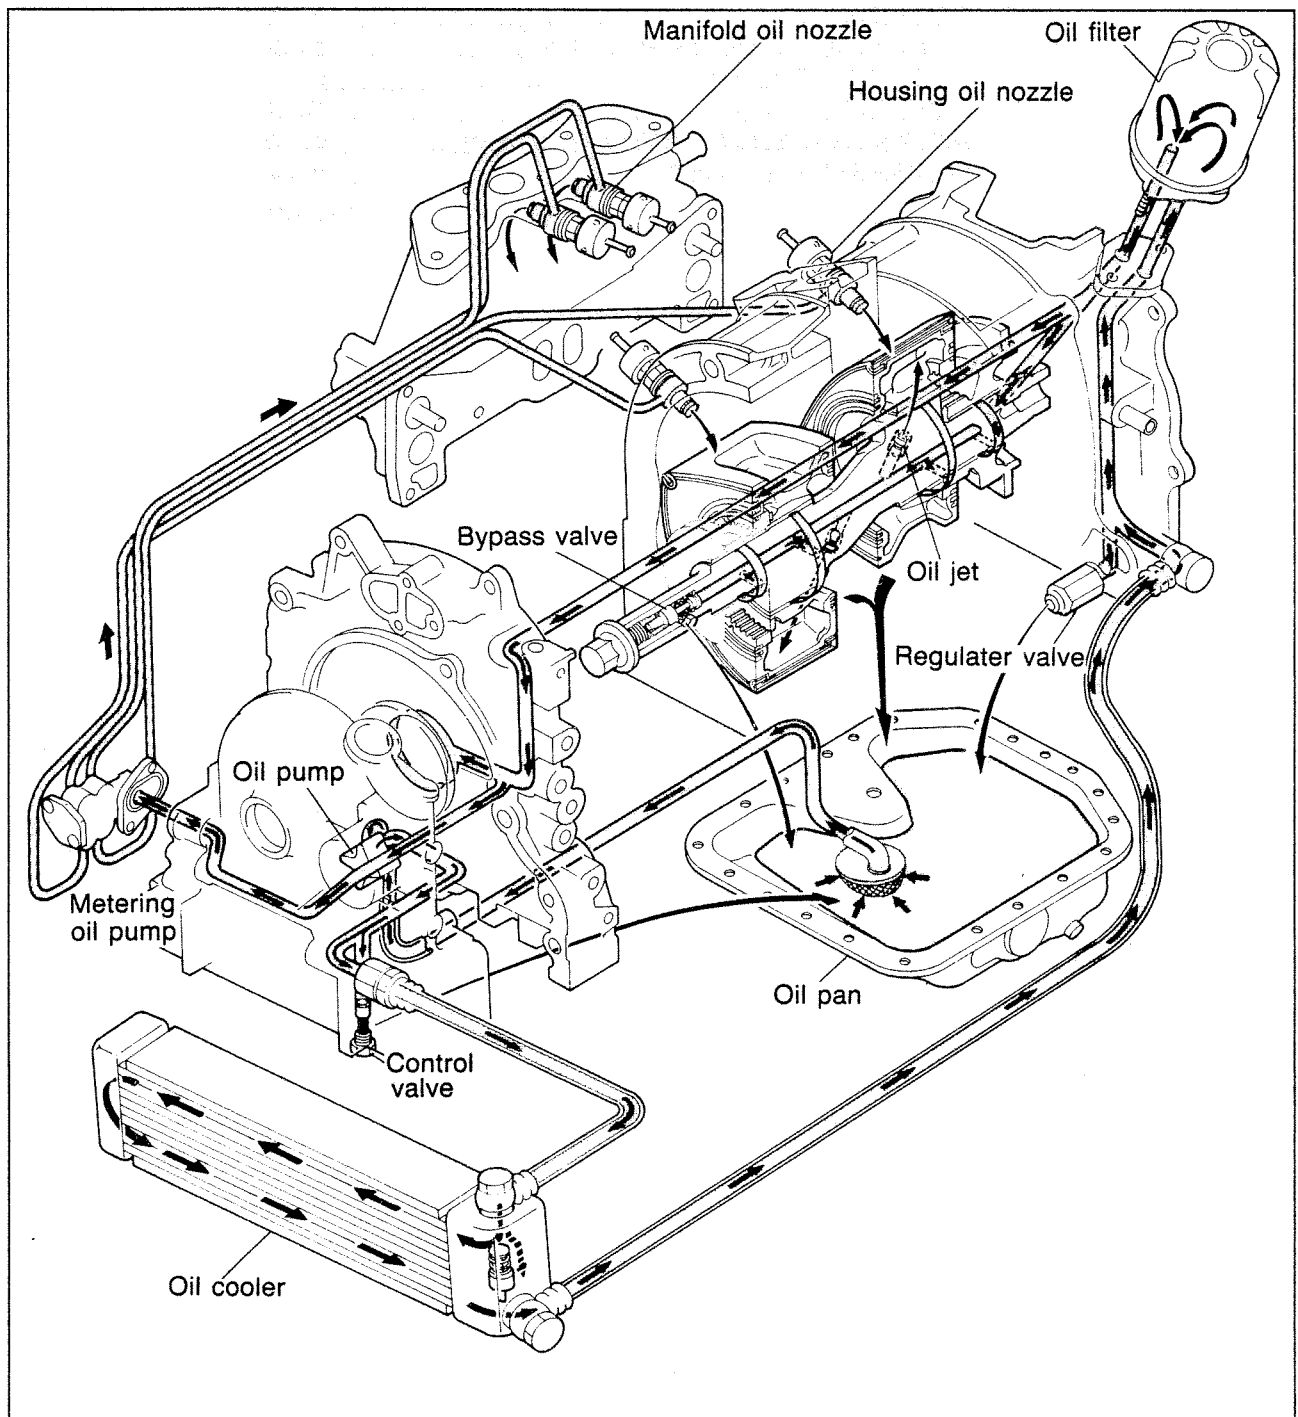 Manifold oil nozzle
Oil filter
Housing oil nozzle
Bypass valve
Oil jet
Regulater valve
Oil pump
Metering
oil pump
Oil pan
Control
valve
Oil cooler